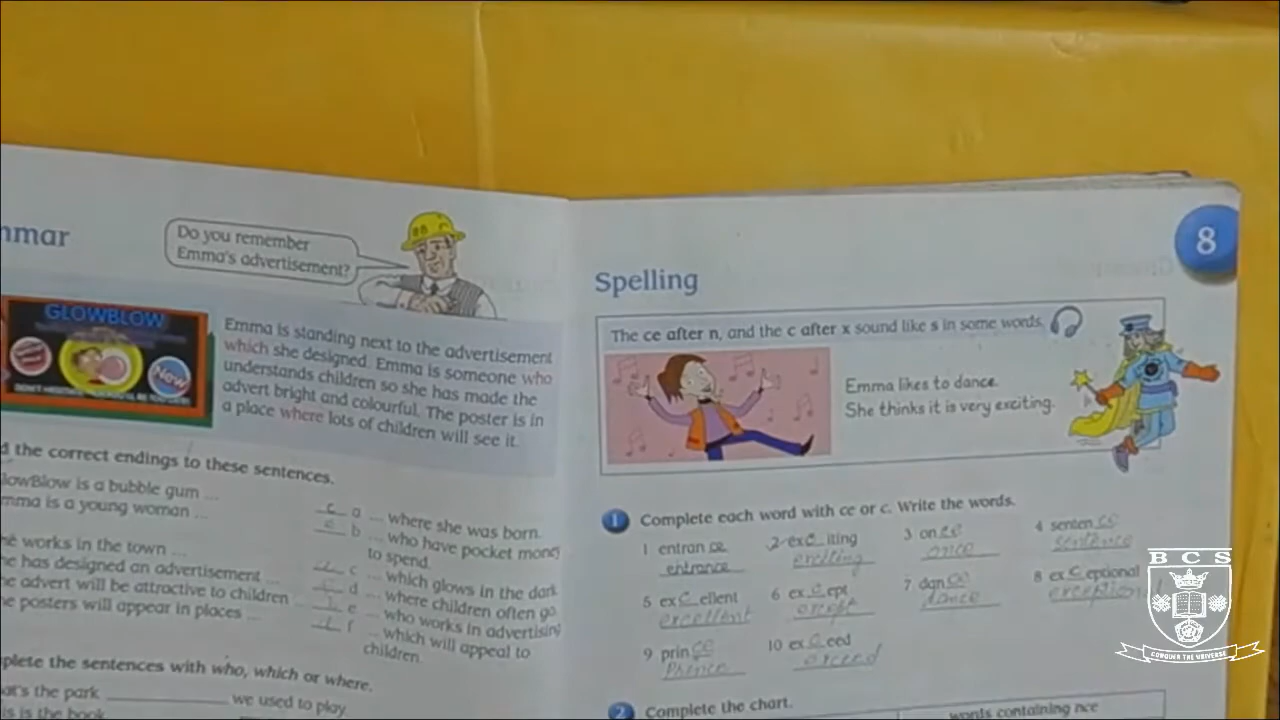 mmar
Do you remember
Emma's advertisement?
GLOWBLOW
New
Emma is standing next to the advertisement
which she designed. Emma is someone who
understands children so she has made the
advert bright and colourful. The poster is in
a place where lots of children will see it.
d the correct endings to these sentences.
lowBlow is a bubble gum ...
mma is a young woman ...
he works in the town ...
he has designed an advertisement ...
he advert will be attractive to children ...
he posters will appear in places ...
a ... where she was born.
b ... who have pocket money
to spend.
c ... which glows in the dark
d ... where children often go
e ... who works in advertising
f ... which will appeal to
children.
plete the sentences with who, which or where.
at's the park ____ we used to play
is is the book
8
Spelling
The ce after n, and the c after x sound like s in some words.
Emma likes to dance.
She thinks it is very exciting.
1 Complete each word with ce or c. Write the words.
1 entran ce
entrance
2 ex c iting
exciting
3 on ce
once
4 senten ce
sentence
5 ex c ellent
excellent
6 ex c ept
except
7 dan ce
dance
8 ex c eptional
9 prin ce
10 ex c eed
exceed
2 Complete the chart.
words containing nce
BCS
CONQUER THE UNIVERSE